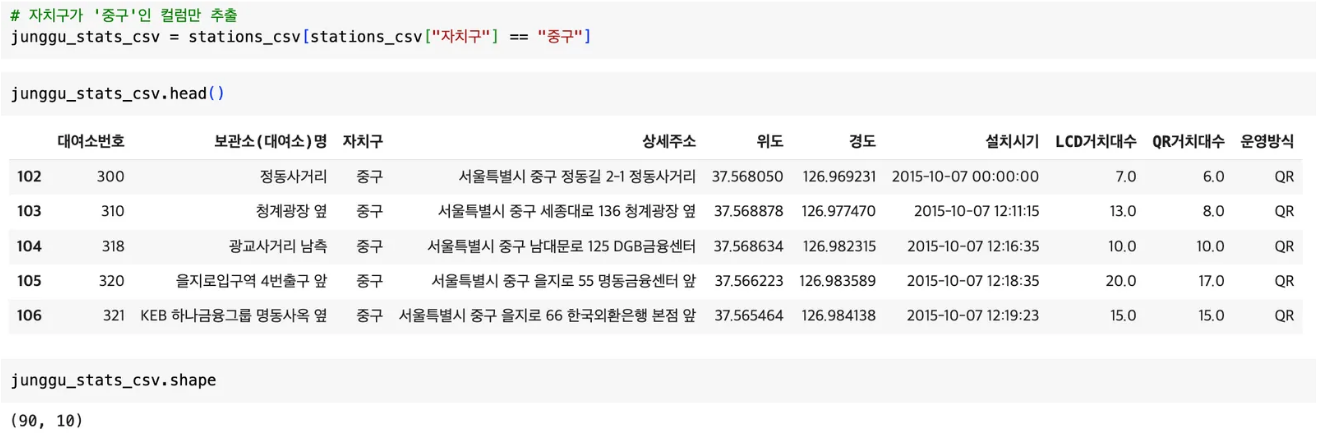 # 자치구가 '중구'인 컬럼만 추출
junggu_stats_csv = stations_csv[stations_csv["자치구"] == "중구"]
junggu_stats_csv.head()
대여소번호 보관소(대여소)명 자치구 상세주소 위도 경도 설치시기 LCD거치대수 QR거치대수 운영방식
102 300 정동사거리 중구 서울특별시 중구 정동길 2-1 정동사거리 37.568050 126.969231 2015-10-07 00:00:00 7.0 6.0 QR
103 310 청계광장 옆 중구 서울특별시 중구 세종대로 136 청계광장 옆 37.568878 126.977470 2015-10-07 12:11:15 13.0 8.0 QR
104 318 광교사거리 남측 중구 서울특별시 중구 남대문로 125 DGB금융센터 37.568634 126.982315 2015-10-07 12:16:35 10.0 10.0 QR
105 320 을지로입구역 4번출구 앞 중구 서울특별시 중구 을지로 55 명동금융센터 앞 37.566223 126.983589 2015-10-07 12:18:35 20.0 17.0 QR
106 321 KEB 하나금융그룹 명동사옥 옆 중구 서울특별시 중구 을지로 66 한국외환은행 본점 앞 37.565464 126.984138 2015-10-07 12:19:23 15.0 15.0 QR
junggu_stats_csv.shape
(90, 10)